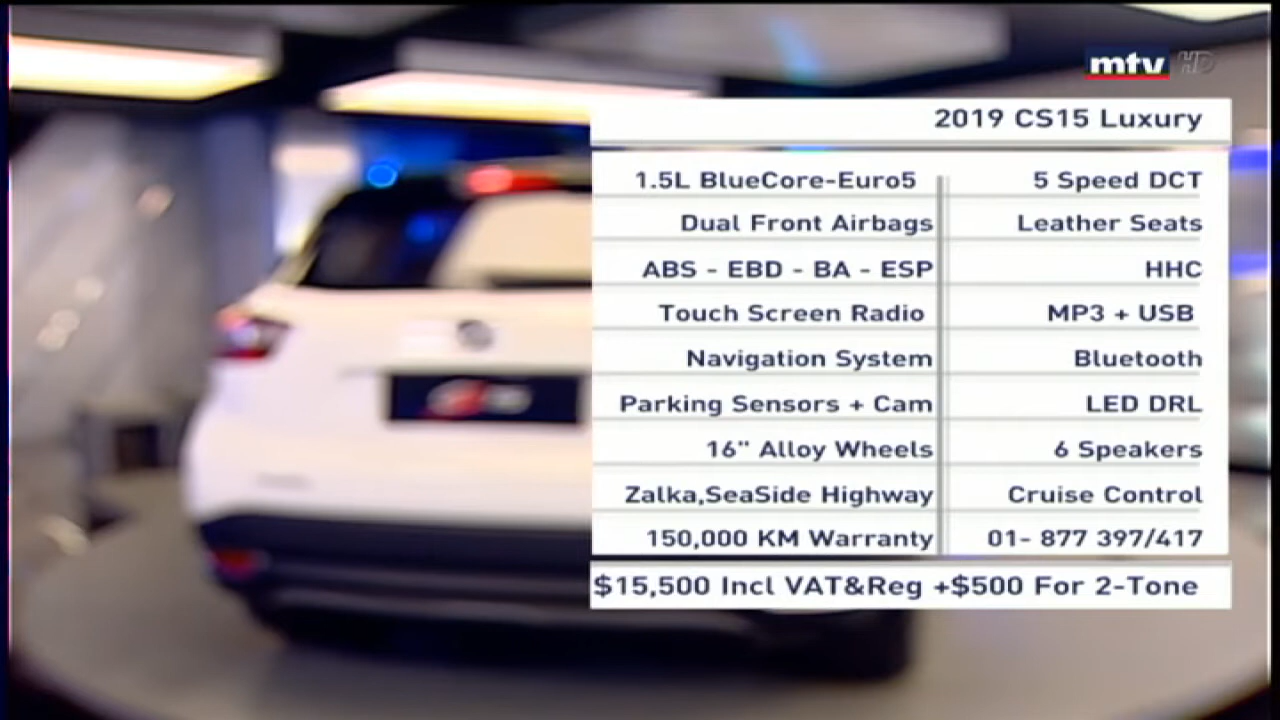 mtv HD
2019 CS15 Luxury
1.5L BlueCore-Euro5 5 Speed DCT
Dual Front Airbags Leather Seats
ABS - EBD - BA - ESP HHC
Touch Screen Radio MP3 + USB
Navigation System Bluetooth
Parking Sensors + Cam LED DRL
16" Alloy Wheels 6 Speakers
Zalka,SeaSide Highway Cruise Control
150,000 KM Warranty 01- 877 397/417
$15,500 Incl VAT&Reg +$500 For 2-Tone